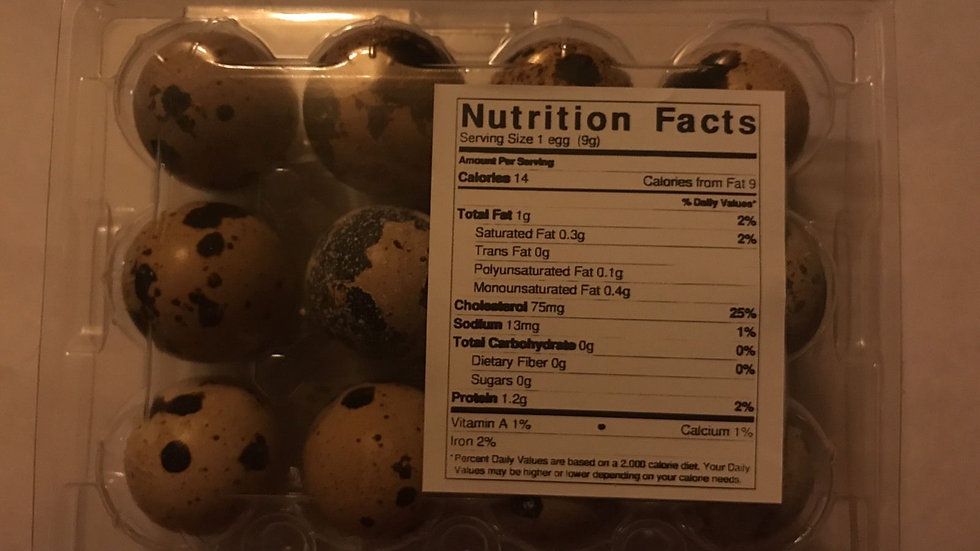 Nutrition Facts
Serving Size 1 egg (9g)
Amount Per Serving
Calories 14 Calories from Fat 9
% Daily Values*
Total Fat 1g 2%
Saturated Fat 0.3g 2%
Trans Fat 0g
Polyunsaturated Fat 0.1g
Monounsaturated Fat 0.4g
Cholesterol 75mg 25%
Sodium 13mg 1%
Total Carbohydrate 0g 0%
Dietary Fiber 0g 0%
Sugars 0g
Protein 1.2g 2%
Vitamin A 1% • Calcium 1%
Iron 2%
*Percent Daily Values are based on a 2,000 calorie diet. Your Daily
Values may be higher or lower depending on your calorie needs.